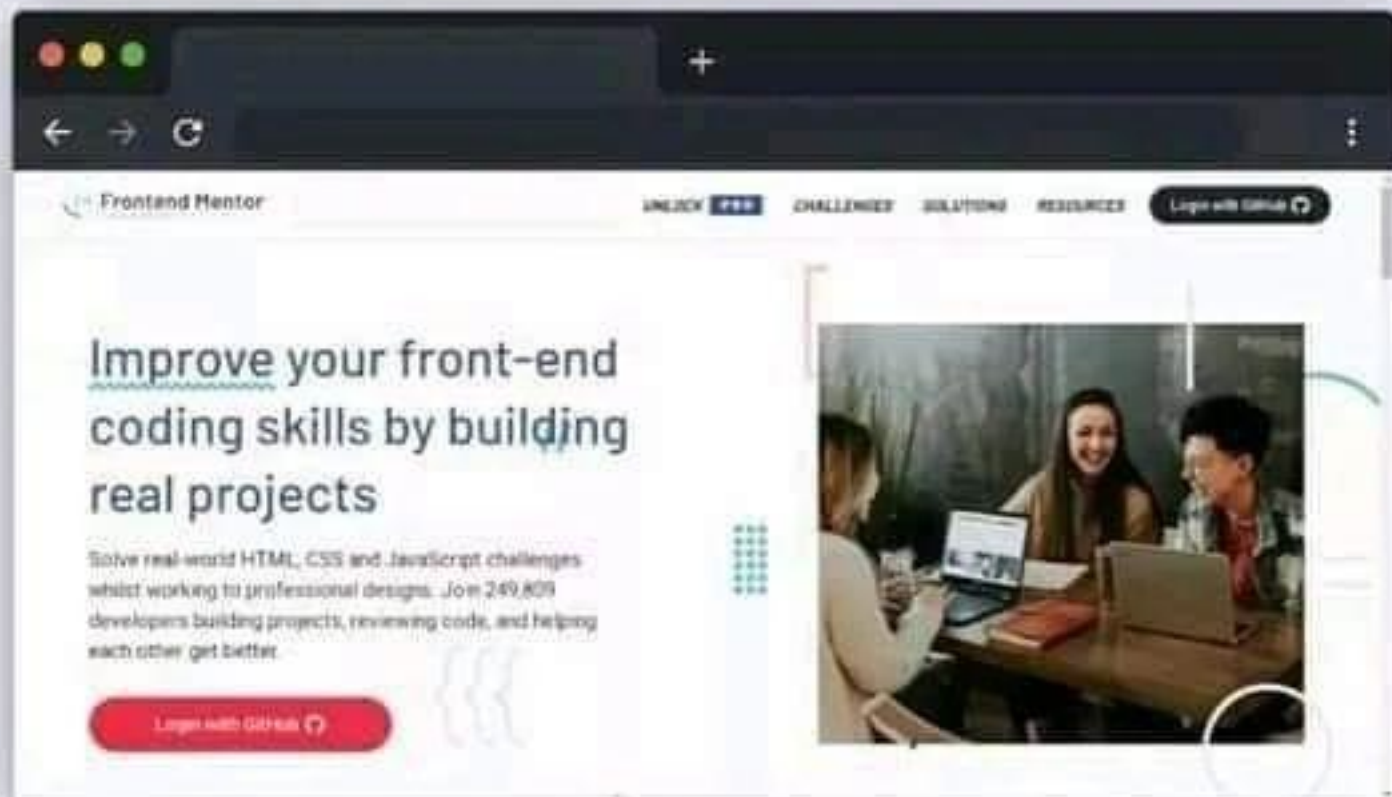 Frontend Mentor
UNLOCK PRO CHALLENGES SOLUTIONS RESOURCES Login with GitHub
Improve your front-end
coding skills by building
real projects
Solve real-world HTML, CSS and JavaScript challenges
whilst working to professional designs. Join 249,809
developers building projects, reviewing code, and helping
each other get better.
Login with GitHub